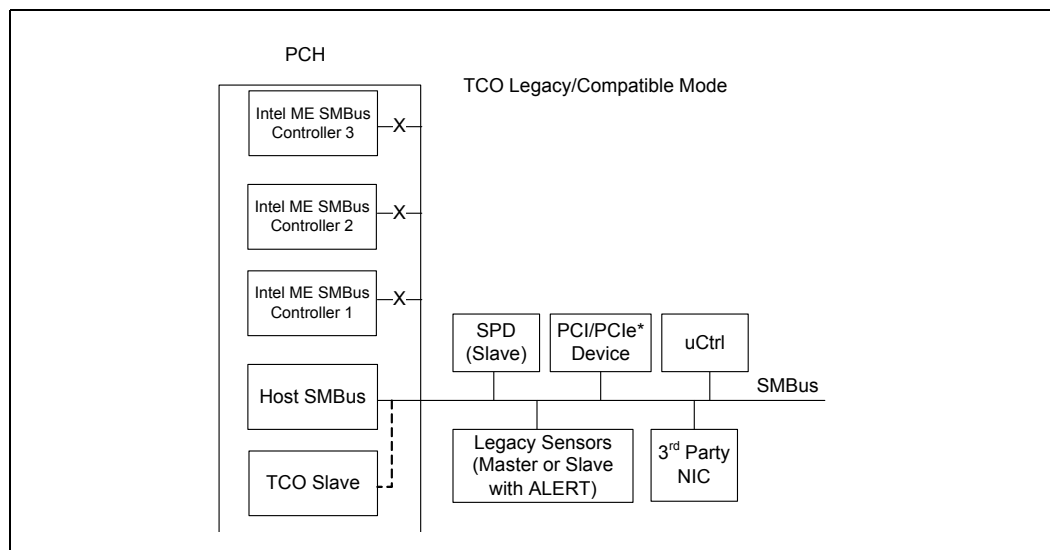 PCH
TCO Legacy/Compatible Mode
Intel ME SMBus
Controller 3
X
Intel ME SMBus
Controller 2
X
Intel ME SMBus
Controller 1
X
SPD
(Slave)
PCI/PCIe*
Device
uCtrl
Host SMBus
SMBus
TCO Slave
Legacy Sensors
(Master or Slave
with ALERT)
3rd Party
NIC